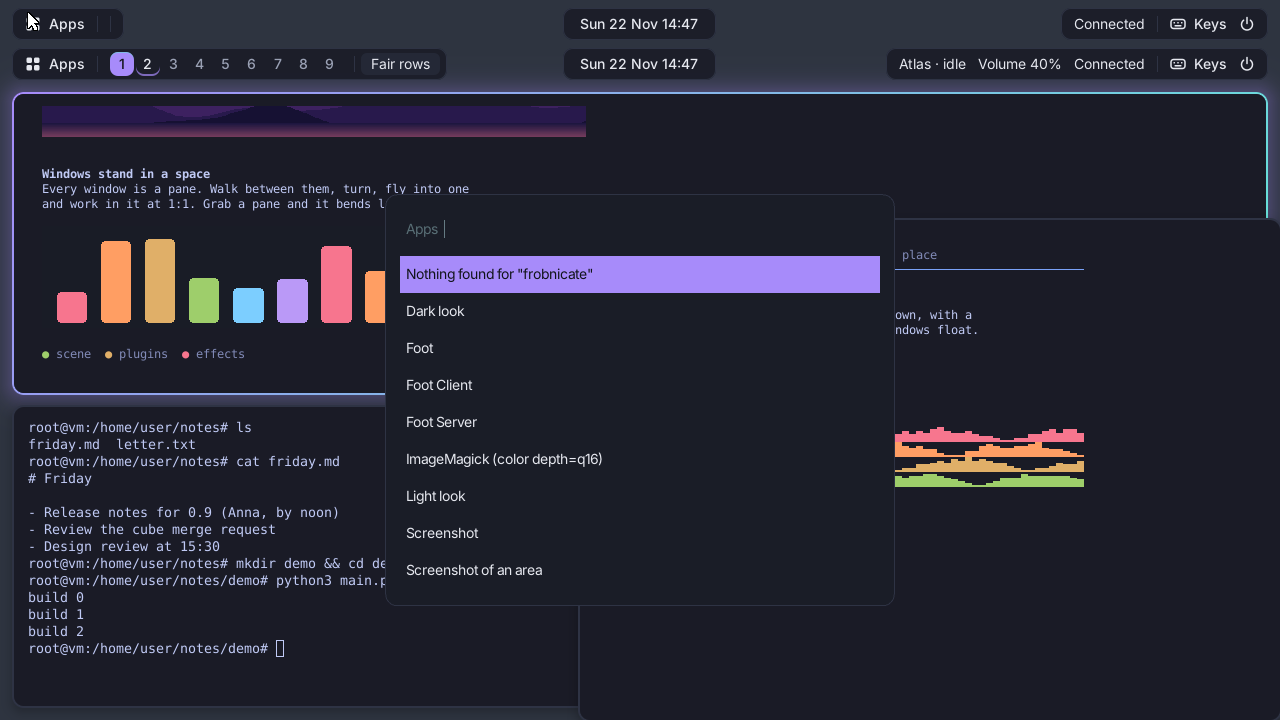 Apps
Sun 22 Nov 14:47
Connected
Keys
Apps
1 2 3 4 5 6 7 8 9
Fair rows
Sun 22 Nov 14:47
Atlas · idle
Volume 40%
Connected
Keys
Windows stand in a space
Every window is a pane. Walk between them, turn, fly into one
and work in it at 1:1. Grab a pane and it bends
scene
plugins
effects
root@vm:/home/user/notes# ls
friday.md letter.txt
root@vm:/home/user/notes# cat friday.md
# Friday
- Release notes for 0.9 (Anna, by noon)
- Review the cube merge request
- Design review at 15:30
root@vm:/home/user/notes# mkdir demo && cd
root@vm:/home/user/notes/demo# python3
build 0
build 1
build 2
root@vm:/home/user/notes/demo#
Apps
Nothing found for "frobnicate"
Dark look
Foot
Foot Client
Foot Server
ImageMagick (color depth=q16)
Light look
Screenshot
Screenshot of an area
place
own, with a
ndows float.